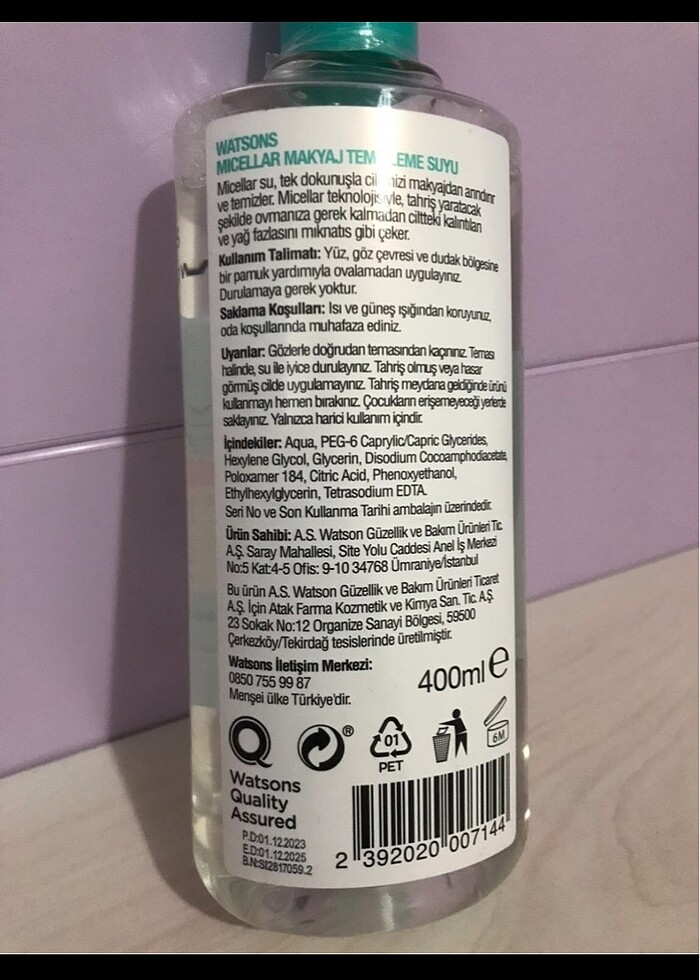 WATSONS
MICELLAR MAKYAJ TEM LEME SUYU
Micellar su, tek dokunuşla cil nizi makyajdan arındırır
ve temizler. Micellar teknolojisiyle, tahriş yaratacak
şekilde ovmanıza gerek kalmadan ciltteki kalıntıları
ve yağ fazlasını mıknatıs gibi çeker.
Kullanım Talimatı: Yüz, göz çevresi ve dudak bölgesine
bir pamuk yardımıyla ovalamadan uygulayınız.
Durulamaya gerek yoktur.
Saklama Koşulları: Isı ve güneş ışığından koruyunuz,
oda koşullarında muhafaza ediniz.
Uyarılar: Gözlerle doğrudan temasından kaçınınız. Teması
halinde, su ile iyice durulayınız. Tahriş olmuş veya hasar
görmüş cilde uygulamayınız. Tahriş meydana geldiğinde ürünü
kullanmayı hemen bırakınız. Çocukların erişemeyeceği yerlerde
saklayınız. Yalnızca harici kullanım içindir.
İçindekiler: Aqua, PEG-6 Caprylic/Capric Glycerides,
Hexylene Glycol, Glycerin, Disodium Cocoamphodiacetate,
Poloxamer 184, Citric Acid, Phenoxyethanol,
Ethylhexylglycerin, Tetrasodium EDTA.
Seri No ve Son Kullanma Tarihi ambalajın üzerindedir.
Ürün Sahibi: A.S. Watson Güzellik ve Bakım Ürünleri Tic.
A.Ş. Saray Mahallesi, Site Yolu Caddesi Anel İş Merkezi
No:5 Kat:4-5 Ofis: 9-10 34768 Ümraniye/İstanbul
Bu ürün A.S. Watson Güzellik ve Bakım Ürünleri Ticaret
A.Ş. İçin Atak Farma Kozmetik ve Kimya San. Tic. A.Ş.
23 Sokak No:12 Organize Sanayi Bölgesi, 59500
Çerkezköy/Tekirdağ tesislerinde üretilmiştir.
Watsons İletişim Merkezi:
0850 755 99 87
Menşei ülke Türkiye'dir.
400ml e
®
01
PET
6M
Watsons
Quality
Assured
P.D:01.12.2023
E.D:01.12.2025
B.N:SI2817059.2
2 392020 007144